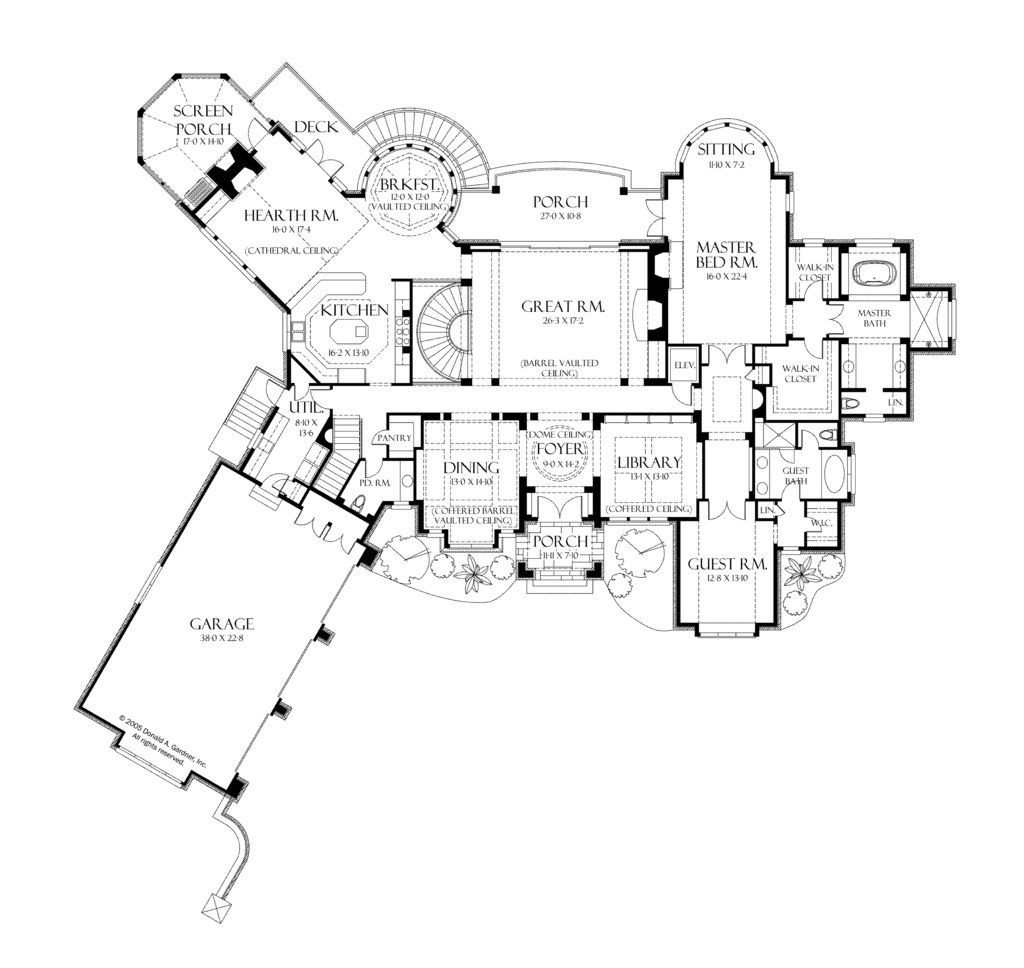 SCREEN
PORCH
17-0 X 14-10
DECK
BRKFST.
12-0 X 12-0
(VAULTED CEILING)
HEARTH RM.
16-0 X 17-4
(CATHEDRAL CEILING)
PORCH
27-0 X 10-8
SITTING
11-10 X 7-2
MASTER
BED RM.
16-0 X 22-4
WALK-IN
CLOSET
MASTER
BATH
KITCHEN
16-2 X 13-10
GREAT RM.
26-3 X 17-2
(BARREL VAULTED
CEILING)
ELEV.
WALK-IN
CLOSET
LIN.
UTIL.
8-10 X
13-6
PANTRY
PD. RM.
DINING
13-0 X 14-10
(COFFERED BARREL
VAULTED CEILING)
(DOME CEILING)
FOYER
9-0 X 14-2
LIBRARY
13-1 X 13-10
(COFFERED CEILING)
GUEST
BATH
LIN.
W.I.C.
PORCH
11-11 X 7-10
GUEST RM.
12-8 X 13-10
GARAGE
38-0 X 22-8
© 2005 Donald A. Gardner, Inc.
All rights reserved.